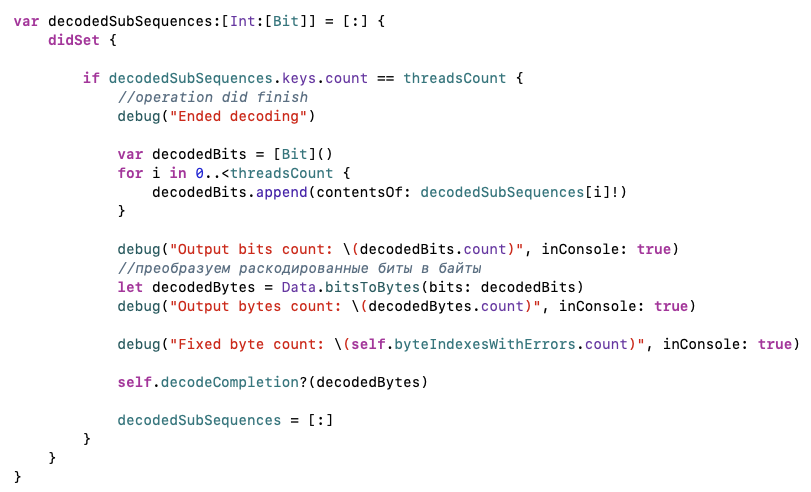 var decodedSubSequences:[Int:[Bit]] = [:] {
didSet {
if decodedSubSequences.keys.count == threadsCount {
//operation did finish
debug("Ended decoding")
var decodedBits = [Bit]()
for i in 0..<threadsCount {
decodedBits.append(contentsOf: decodedSubSequences[i]!)
}
debug("Output bits count: \(decodedBits.count)", inConsole: true)
//преобразуем раскодированные биты в байты
let decodedBytes = Data.bitsToBytes(bits: decodedBits)
debug("Output bytes count: \(decodedBytes.count)", inConsole: true)
debug("Fixed byte count: \(self.byteIndexesWithErrors.count)", inConsole: true)
self.decodeCompletion?(decodedBytes)
decodedSubSequences = [:]
}
}
}